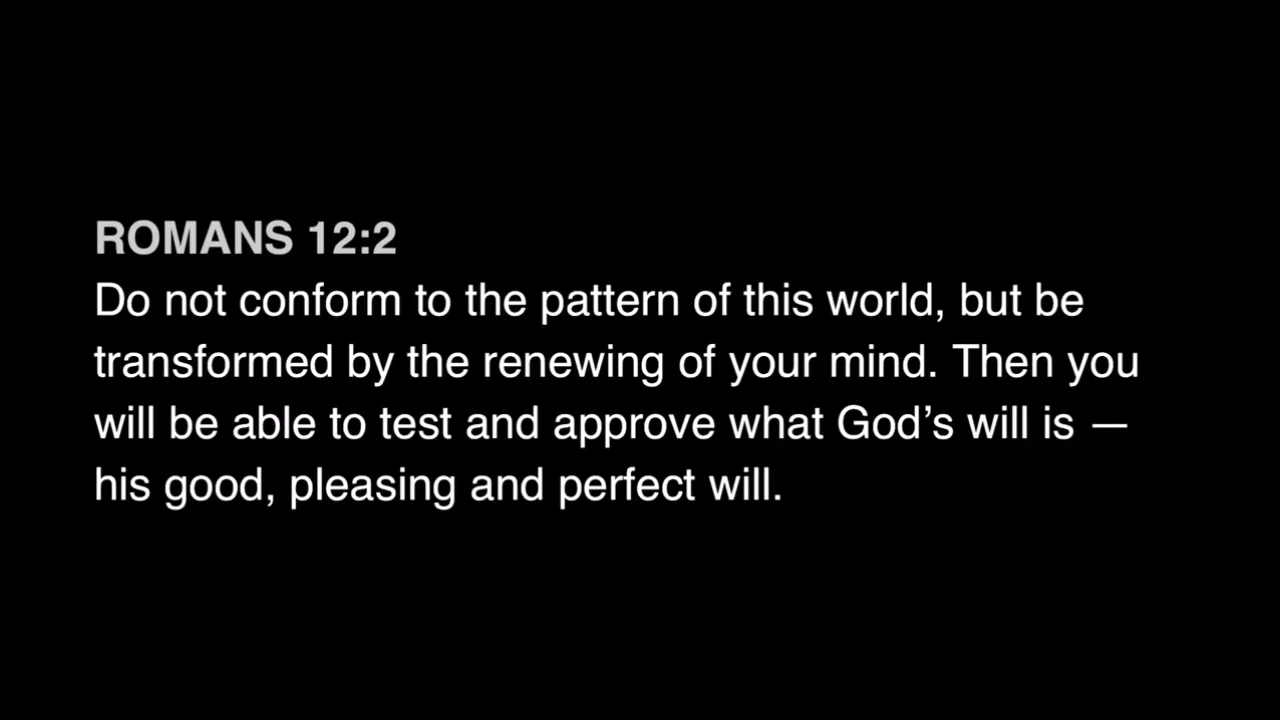 ROMANS 12:2
Do not conform to the pattern of this world, but be
transformed by the renewing of your mind. Then you
will be able to test and approve what God’s will is —
his good, pleasing and perfect will.